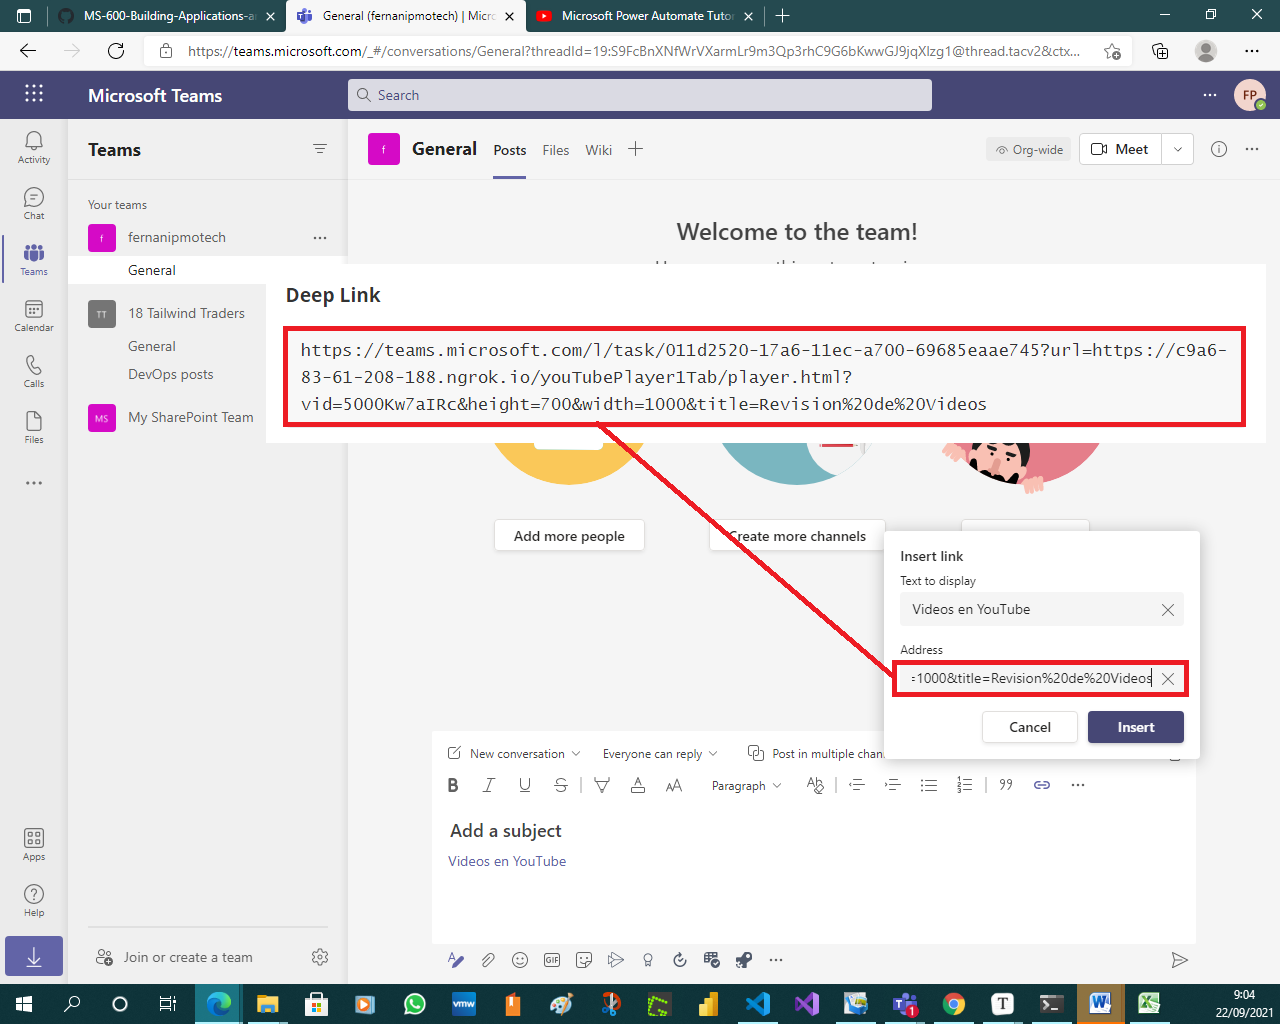 MS-600-Building-Applications-a
General (fernanipmotech) | Micr
Microsoft Power Automate Tuto
https://teams.microsoft.com/_#/conversations/General?threadId=19:S9FcBnXNfWrVXarmLr9m3Qp3rhC9G6bKwwGJ9jqXlzg1@thread.tacv2&ctx...
Microsoft Teams
Search
FP
Activity
Chat
Teams
Calendar
Calls
Files
Apps
Help
Teams
Your teams
f
fernanipmotech
General
TT
18 Tailwind Traders
General
DevOps posts
MS
My SharePoint Team
Join or create a team
f
General
Posts
Files
Wiki
Org-wide
Meet
Welcome to the team!
Deep Link
https://teams.microsoft.com/l/task/011d2520-17a6-11ec-a700-69685eaae745?url=https://c9a6-
83-61-208-188.ngrok.io/youTubePlayer1Tab/player.html?
vid=5000Kw7aIRc&height=700&width=1000&title=Revision%20de%20Videos
Add more people
Create more channels
Insert link
Text to display
Videos en YouTube
Address
=1000&title=Revision%20de%20Videos
Cancel
Insert
New conversation
Everyone can reply
Post in multiple chan
B I U S
AA
Paragraph
Ab
Add a subject
Videos en YouTube
GIF
vmw
T
1
9:04
22/09/2021